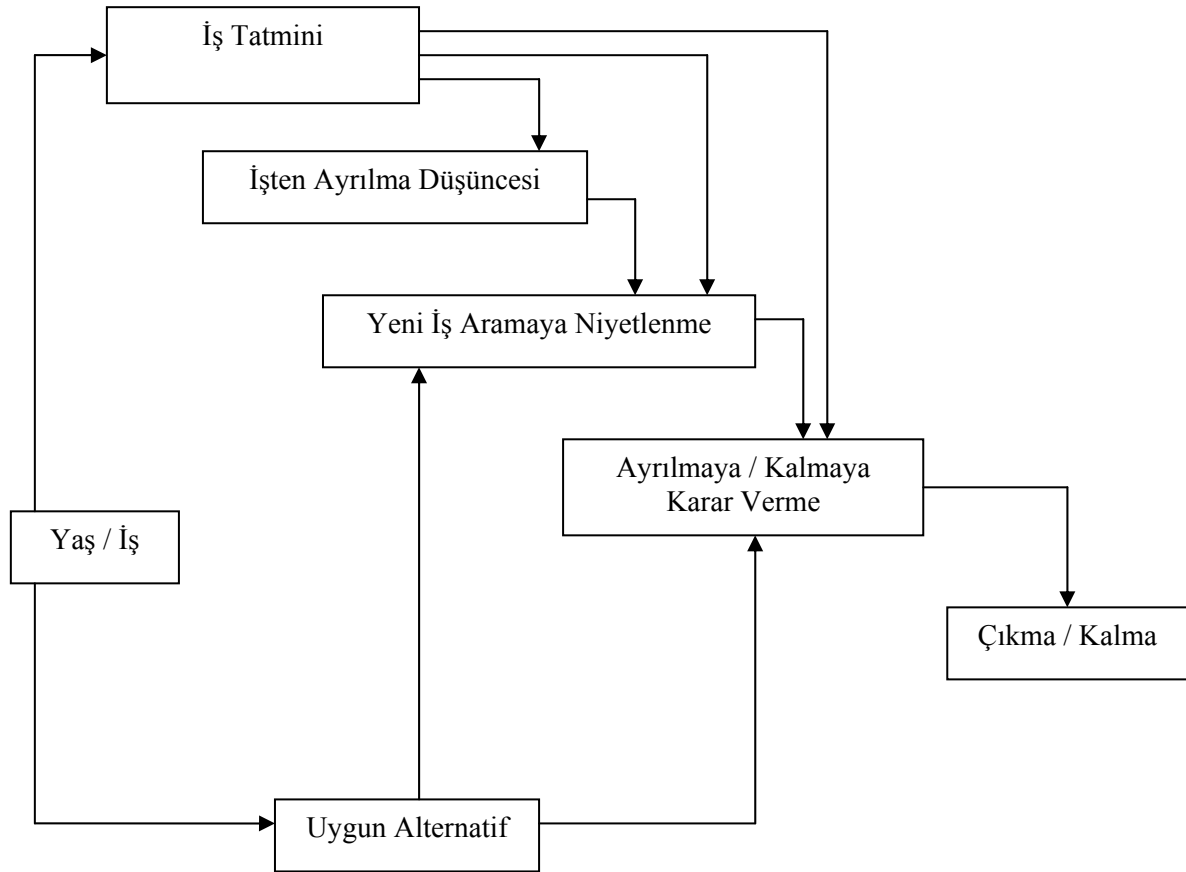 İş Tatmini
İşten Ayrılma Düşüncesi
Yeni İş Aramaya Niyetlenme
Ayrılmaya / Kalmaya
Karar Verme
Yaş / İş
Çıkma / Kalma
Uygun Alternatif